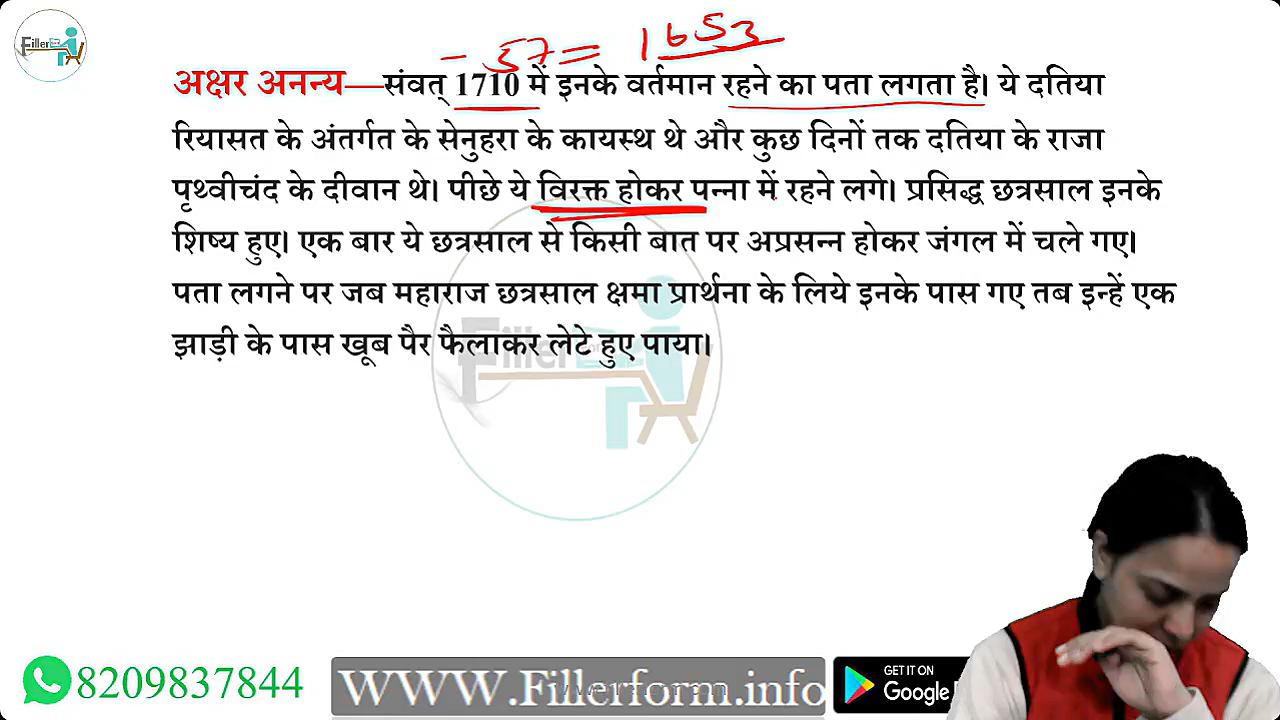 Filler
- 57 = 1653
अक्षर अनन्य—संवत् 1710 में इनके वर्तमान रहने का पता लगता है। ये दतिया
रियासत के अंतर्गत के सेनुहरा के कायस्थ थे और कुछ दिनों तक दतिया के राजा
पृथ्वीचंद के दीवान थे। पीछे ये विरक्त होकर पन्ना में रहने लगे। प्रसिद्ध छत्रसाल इनके
शिष्य हुए। एक बार ये छत्रसाल से किसी बात पर अप्रसन्न होकर जंगल में चले गए।
पता लगने पर जब महाराज छत्रसाल क्षमा प्रार्थना के लिये इनके पास गए तब इन्हें एक
झाड़ी के पास खूब पैर फैलाकर लेटे हुए पाया।
Filler
8209837844
WWW.Fillerform.info
GET IT ON
Google